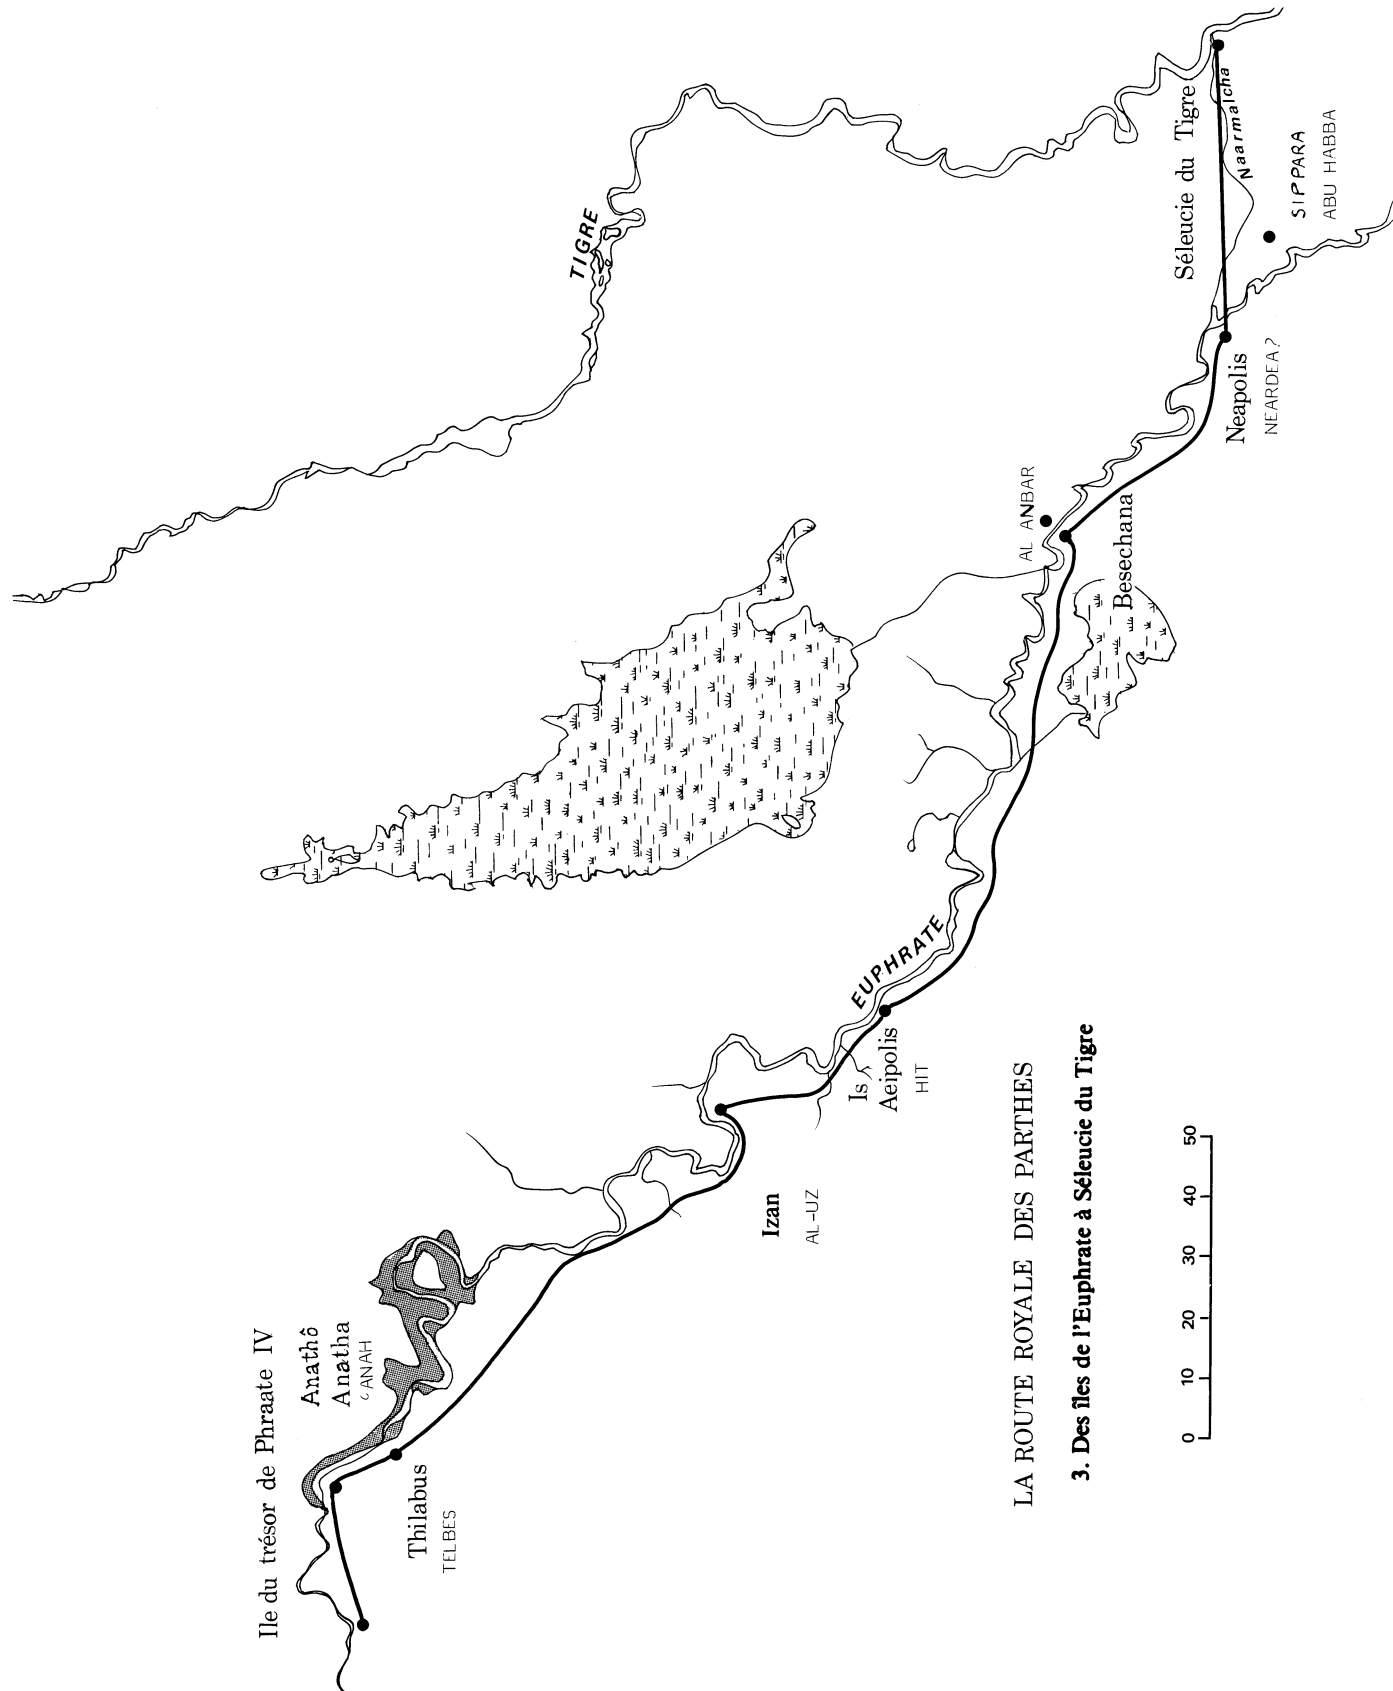 Ile du trésor de Phraate IV
Anathô
Anatha
ʿANAH
Thilabus
TELBES
Izan
AL-UZ
Is
Aeipolis
HIT
EUPHRATE
TIGRE
AL ANBAR
Besechana
Neapolis
NEARDEA?
Séleucie du Tigre
Naarmalcha
SIPPARA
ABU HABBA
LA ROUTE ROYALE DES PARTHES
3. Des îles de l'Euphrate à Séleucie du Tigre
0 10 20 30 40 50